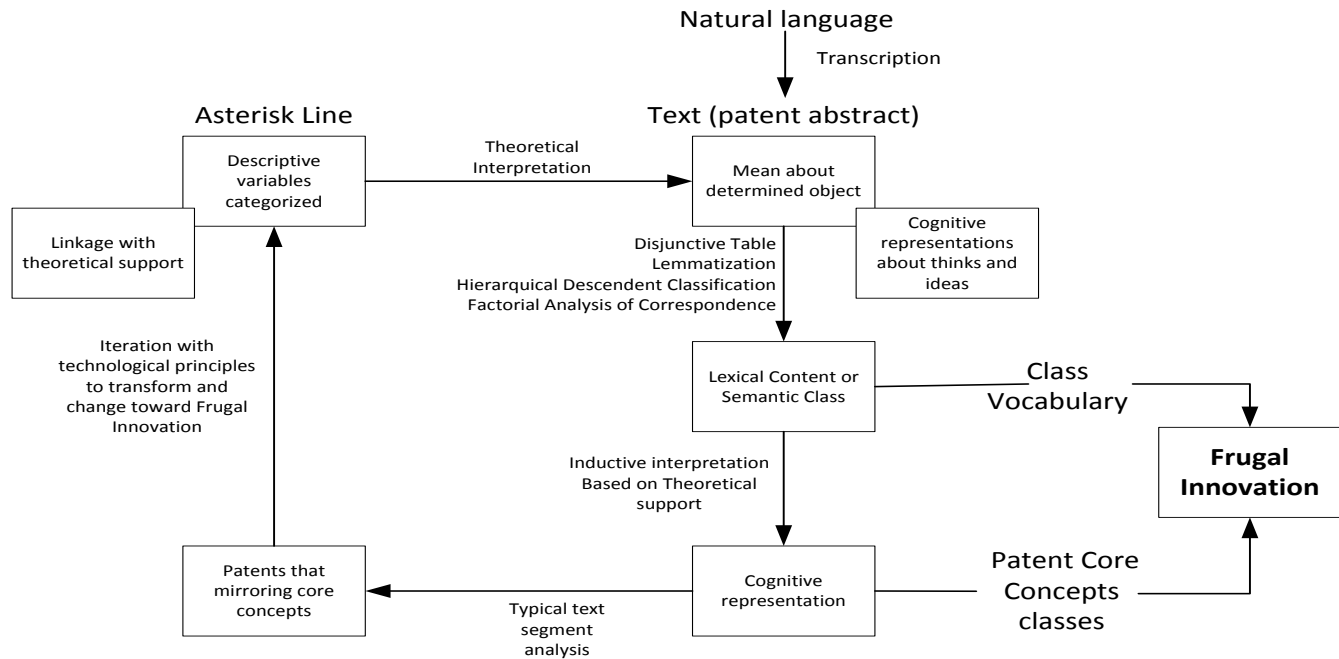 Natural language
Transcription
Asterisk Line
Text (patent abstract)
Descriptive
variables
categorized
Theoretical
Interpretation
Mean about
determined object
Linkage with
theoretical support
Cognitive
representations
about thinks and
ideas
Disjunctive Table
Lemmatization
Hierarquical Descendent Classification
Factorial Analysis of Correspondence
Iteration with
technological principles
to transform and
change toward Frugal
Innovation
Lexical Content or
Semantic Class
Class
Vocabulary
Frugal
Innovation
Inductive interpretation
Based on Theoretical
support
Patents that
mirroring core
concepts
Typical text
segment
analysis
Cognitive
representation
Patent Core
Concepts
classes